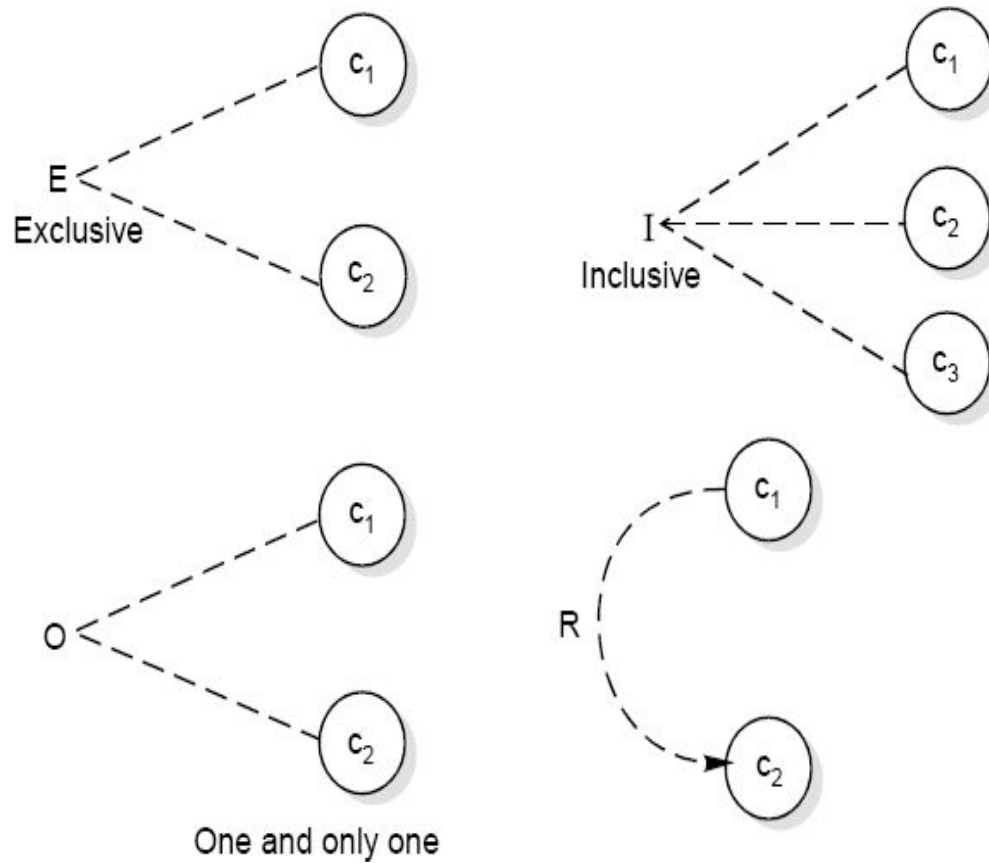 c₁
E
Exclusive
c₂
c₁
I
c₂
Inclusive
c₃
c₁
O
c₂
One and only one
c₁
R
c₂